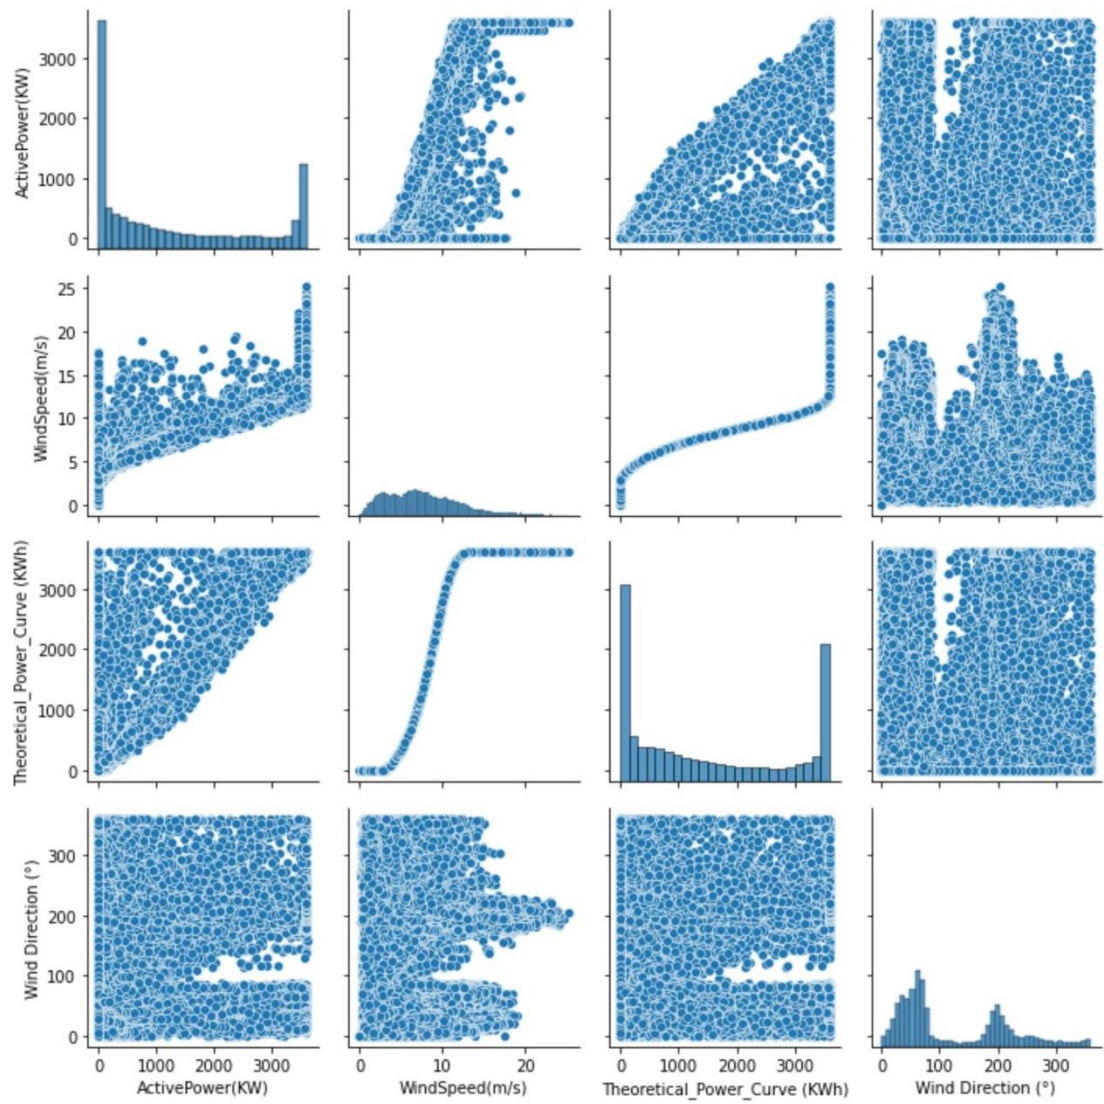 ActivePower(KW)
3000
2000
1000
0
WindSpeed(m/s)
25
20
15
10
5
0
Theoretical_Power_Curve (KWh)
3000
2000
1000
0
Wind Direction (°)
300
200
100
0
0 1000 2000 3000
ActivePower(KW)
0 10 20
WindSpeed(m/s)
0 1000 2000 3000
Theoretical_Power_Curve (KWh)
0 100 200 300
Wind Direction (°)